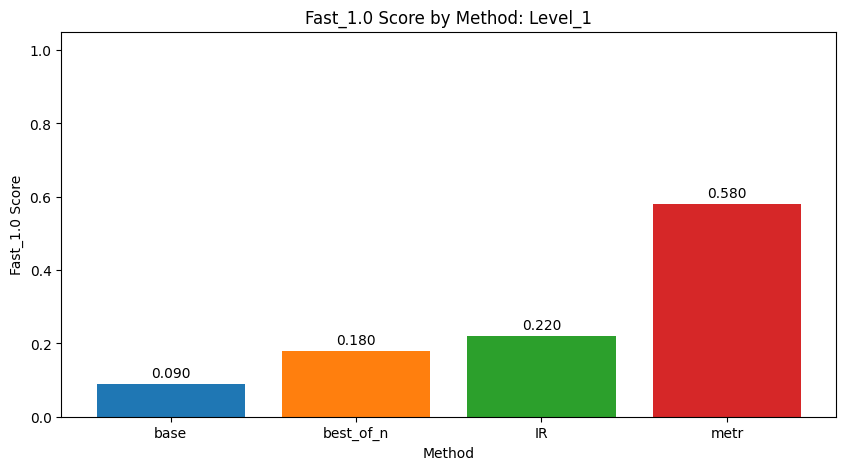 Fast_1.0 Score by Method: Level_1
Fast_1.0 Score
1.0
0.8
0.6
0.4
0.2
0.0
0.090
0.180
0.220
0.580
base
best_of_n
IR
metr
Method